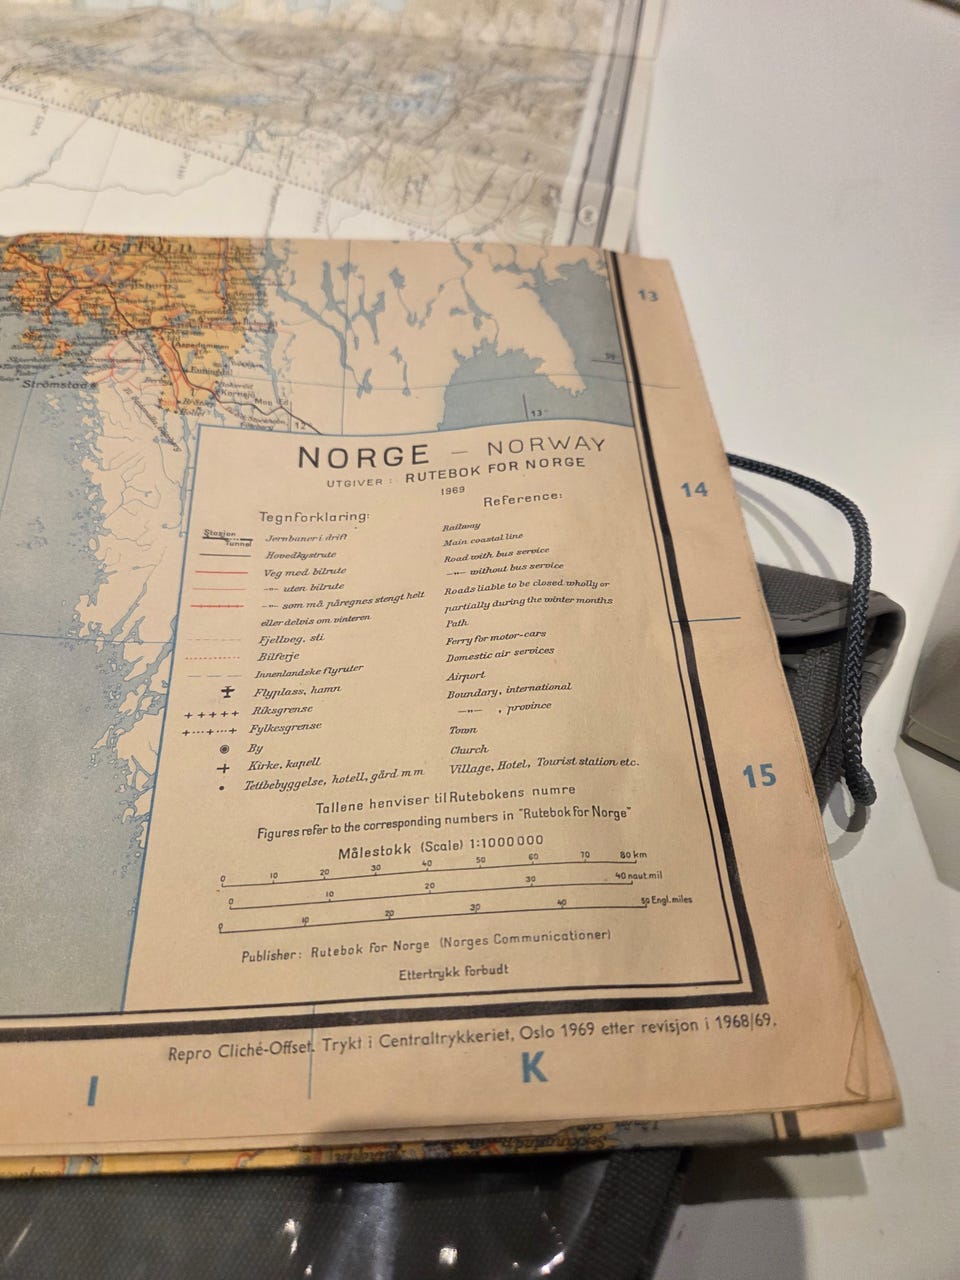 ÖSTFOLD
Sarpsborg
Aspedammen
Strömstad
Kornsjø
Mon Ed
13
14
15
13°
12°
NORGE – NORWAY
UTGIVER: RUTEBOK FOR NORGE
1969
Tegnforklaring:
Reference:
Stasjon
Tunnel
Jernbaner i drift
Railway
Hovedkystrute
Main coastal line
Veg med bilrute
Road with bus service
–"– uten bilrute
–"– without bus service
–"– som må påregnes stengt helt
Roads liable to be closed wholly or
eller delvis om vinteren
partially during the winter months
Fjellveg, sti
Path
Bilferje
Ferry for motor-cars
Innenlandske flyruter
Domestic air services
Flyplass, hamn
Airport
Riksgrense
Boundary, international
Fylkesgrense
–"– , province
By
Town
Kirke, kapell
Church
Tettbebyggelse, hotell, gård m m
Village, Hotel, Tourist station etc.
Tallene henviser til Rutebokens numre
Figures refer to the corresponding numbers in "Rutebok for Norge"
Målestokk (Scale) 1:1000000
0 10 20 30 40 50 60 70 80 km
0 10 20 30 40 naut.mil
0 10 20 30 40 50 Engl.miles
Publisher: Rutebok for Norge (Norges Communicationer)
Ettertrykk forbudt
Repro Cliché-Offset. Trykt i Centraltrykkeriet, Oslo 1969 etter revisjon i 1968/69.
I
K